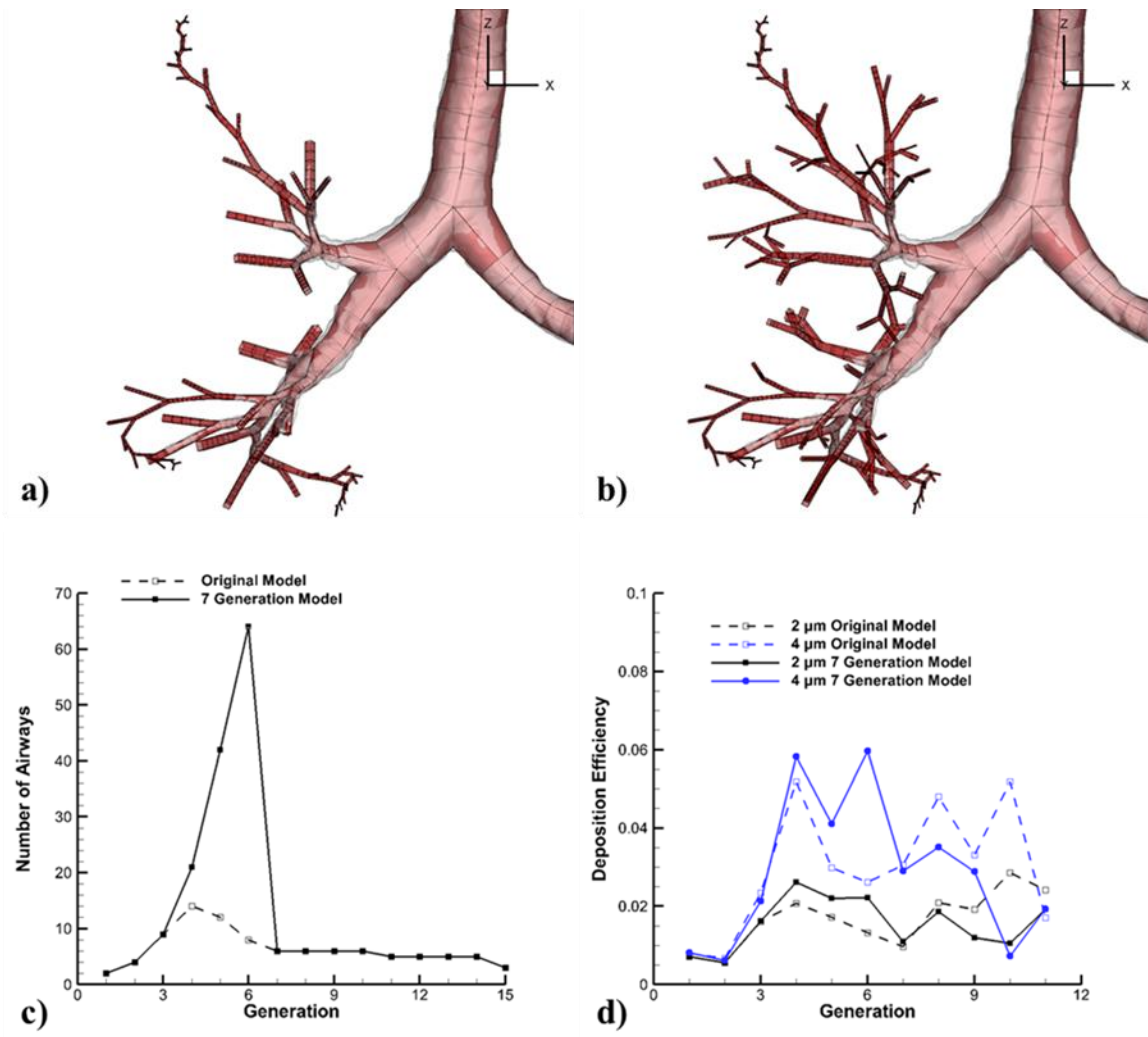 Z
X
a)
Z
X
b)
Original Model
7 Generation Model
70
60
50
40
30
20
10
0
0
3
6
9
12
15
Number of Airways
Generation
c)
2 µm Original Model
4 µm Original Model
2 µm 7 Generation Model
4 µm 7 Generation Model
0.1
0.08
0.06
0.04
0.02
0
0
3
6
9
12
Deposition Efficiency
Generation
d)